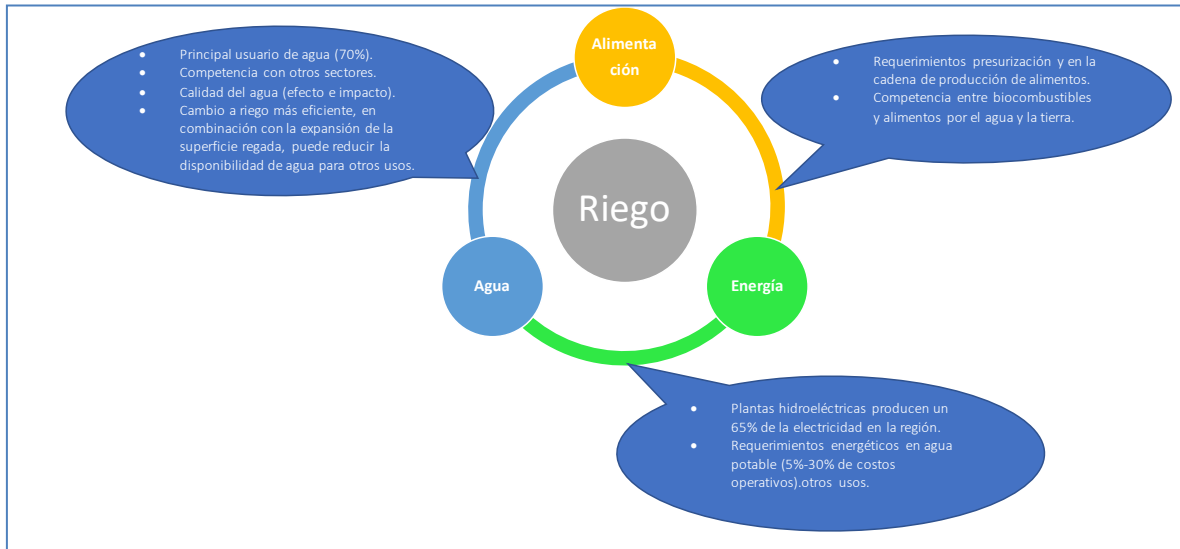 • Principal usuario de agua (70%).
• Competencia con otros sectores.
• Calidad del agua (efecto e impacto).
• Cambio a riego más eficiente, en
combinación con la expansión de la
superficie regada, puede reducir la
disponibilidad de agua para otros usos.
Alimenta
ción
• Requerimientos presurización y en la
cadena de producción de alimentos.
• Competencia entre biocombustibles
y alimentos por el agua y la tierra.
Riego
Agua
Energía
• Plantas hidroeléctricas producen un
65% de la electricidad en la región.
• Requerimientos energéticos en agua
potable (5%-30% de costos
operativos).otros usos.